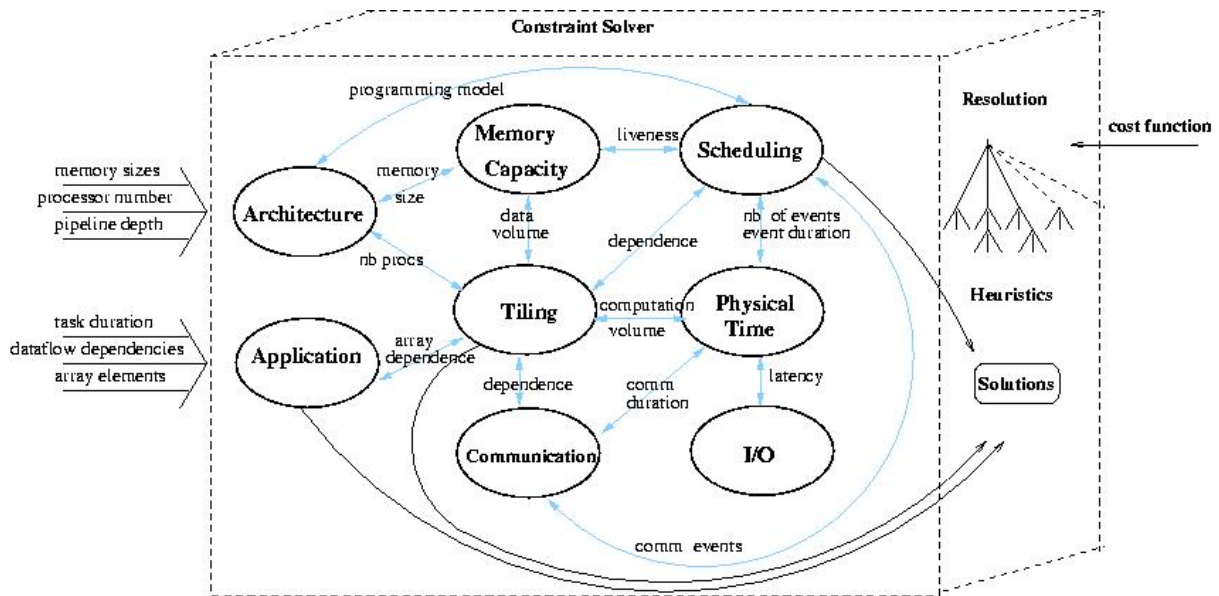 Constraint Solver
programming model
Resolution
cost function
Memory
Capacity
liveness
Scheduling
memory sizes
processor number
pipeline depth
Architecture
memory
size
data
volume
nb of events
event duration
dependence
nb procs
Heuristics
Tiling
computation
volume
Physical
Time
task duration
dataflow dependencies
array elements
Application
array
dependence
dependence
comm
duration
latency
Solutions
Communication
I/O
comm events